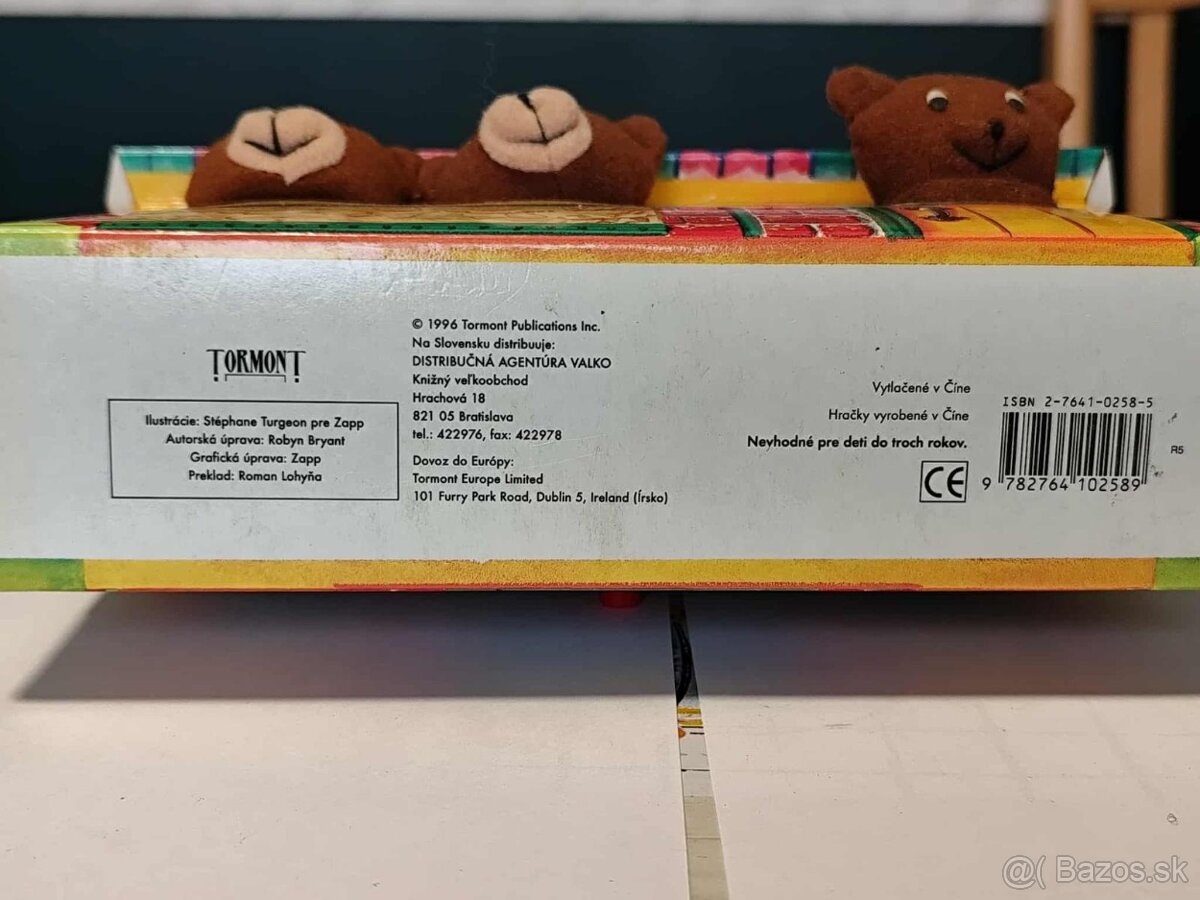 TORMONT
Ilustrácie: Stéphane Turgeon pre Zapp
Autorská úprava: Robyn Bryant
Grafická úprava: Zapp
Preklad: Roman Lohyňa
© 1996 Tormont Publications Inc.
Na Slovensku distribuuje:
DISTRIBUČNÁ AGENTÚRA VALKO
Knižný veľkoobchod
Hrachová 18
821 05 Bratislava
tel.: 422976, fax: 422978
Dovoz do Európy:
Tormont Europe Limited
101 Furry Park Road, Dublin 5, Ireland (Írsko)
Vytlačené v Číne
Hračky vyrobené v Číne
Nevhodné pre deti do troch rokov.
CE
ISBN 2-7641-0258-5
9 782764 102589
R5
@( Bazos.sk